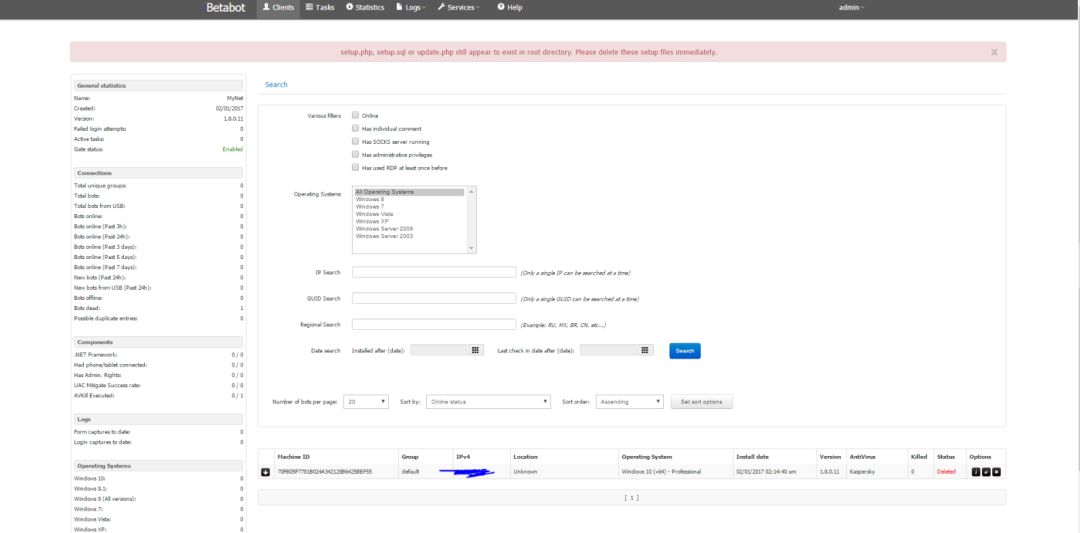 Betabot Clients Tasks Statistics Logs Services Help admin
setup.php, setup.sql or update.php still appear to exist in root directory. Please delete these setup files immediately. x
General statistics
Name: MyNet
Created: 02/01/2017
Version: 1.8.0.11
Failed login attempts: 0
Active tasks: 0
Gate status: Enabled
Connections
Total unique groups: 0
Total bots: 0
Total bots from USB: 0
Bots online: 0
Bots online (Past 3h): 0
Bots online (Past 24h): 0
Bots online (Past 3 days): 0
Bots online (Past 5 days): 0
Bots online (Past 7 days): 0
New bots (Past 24h): 0
New bots from USB (Past 24h): 0
Bots offline: 0
Bots dead: 1
Possible duplicate entries: 0
Components
.NET Framework: 0 / 0
Had phone/tablet connected: 0 / 0
Has Admin. Rights: 0 / 0
UAC Mitigate Success rate: 0 / 0
AVKill Executed: 0 / 1
Logs
Form captures to date: 0
Login captures to date: 0
Operating Systems
Windows 10: 0
Windows 8.1: 0
Windows 8 (All versions): 0
Windows 7: 0
Windows Vista: 0
Windows XP: 0
Search
Various filters
Online
Has individual comment
Has SOCKS server running
Has administrative privileges
Has used RDP at least once before
Operating Systems
All Operating Systems
Windows 8
Windows 7
Windows Vista
Windows XP
Windows Server 2008
Windows Server 2003
IP Search (Only a single IP can be searched at a time)
GUID Search (Only a single GUID can be searched at a time)
Regional Search (Example: RU, MX, BR, CN, etc...)
Date search Installed after (date): Last check in date after (date): Search
Number of bots per page: 20 Sort by: Online status Sort order: Ascending Set sort options
Machine ID Group IPv4 Location Operating System Install date Version AntiVirus Killed Status Options
70FB05F7781B024A342128B6425BEF55 default Unknown Windows 10 (x64) - Professional 02/01/2017 02:14:40 am 1.8.0.11 Kaspersky 0 Deleted
[ 1 ]